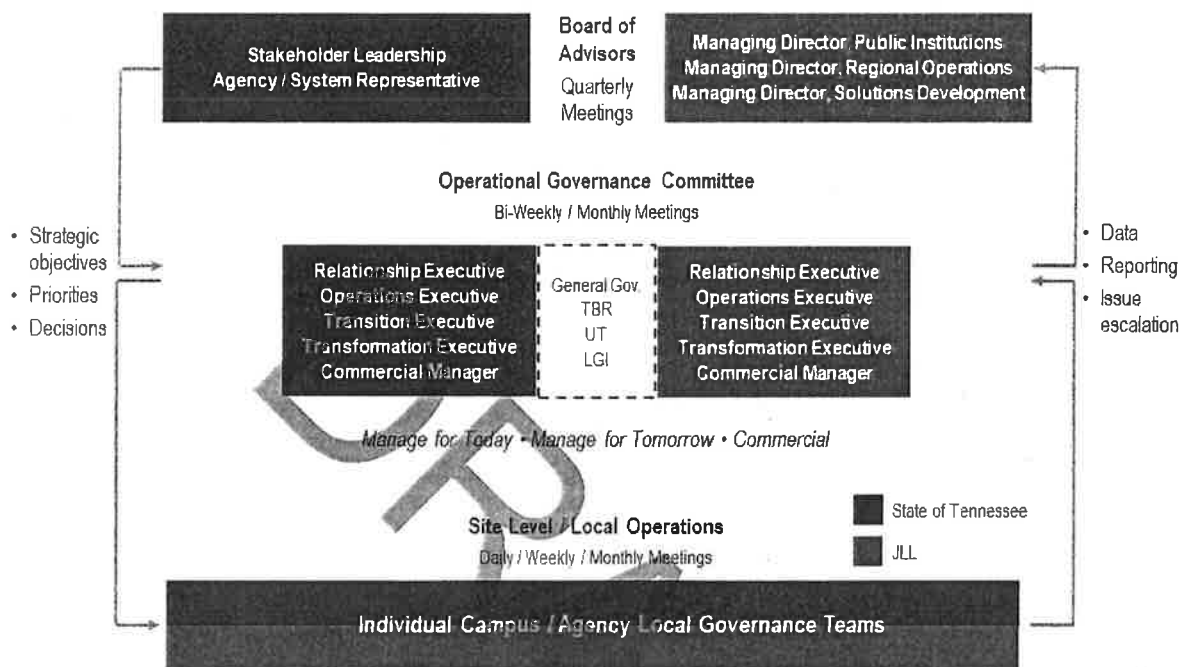 Stakeholder Leadership
Agency / System Representative
Board of
Advisors
Quarterly
Meetings
Managing Director, Public Institutions
Managing Director, Regional Operations
Managing Director, Solutions Development
Operational Governance Committee
Bi-Weekly / Monthly Meetings
• Strategic
objectives
• Priorities
• Decisions
Relationship Executive
Operations Executive
Transition Executive
Transformation Executive
Commercial Manager
General Gov.
TBR
UT
LGI
Relationship Executive
Operations Executive
Transition Executive
Transformation Executive
Commercial Manager
• Data
• Reporting
• Issue
escalation
Manage for Today • Manage for Tomorrow • Commercial
Site Level / Local Operations
Daily / Weekly / Monthly Meetings
State of Tennessee
JLL
Individual Campus / Agency Local Governance Teams
DRA